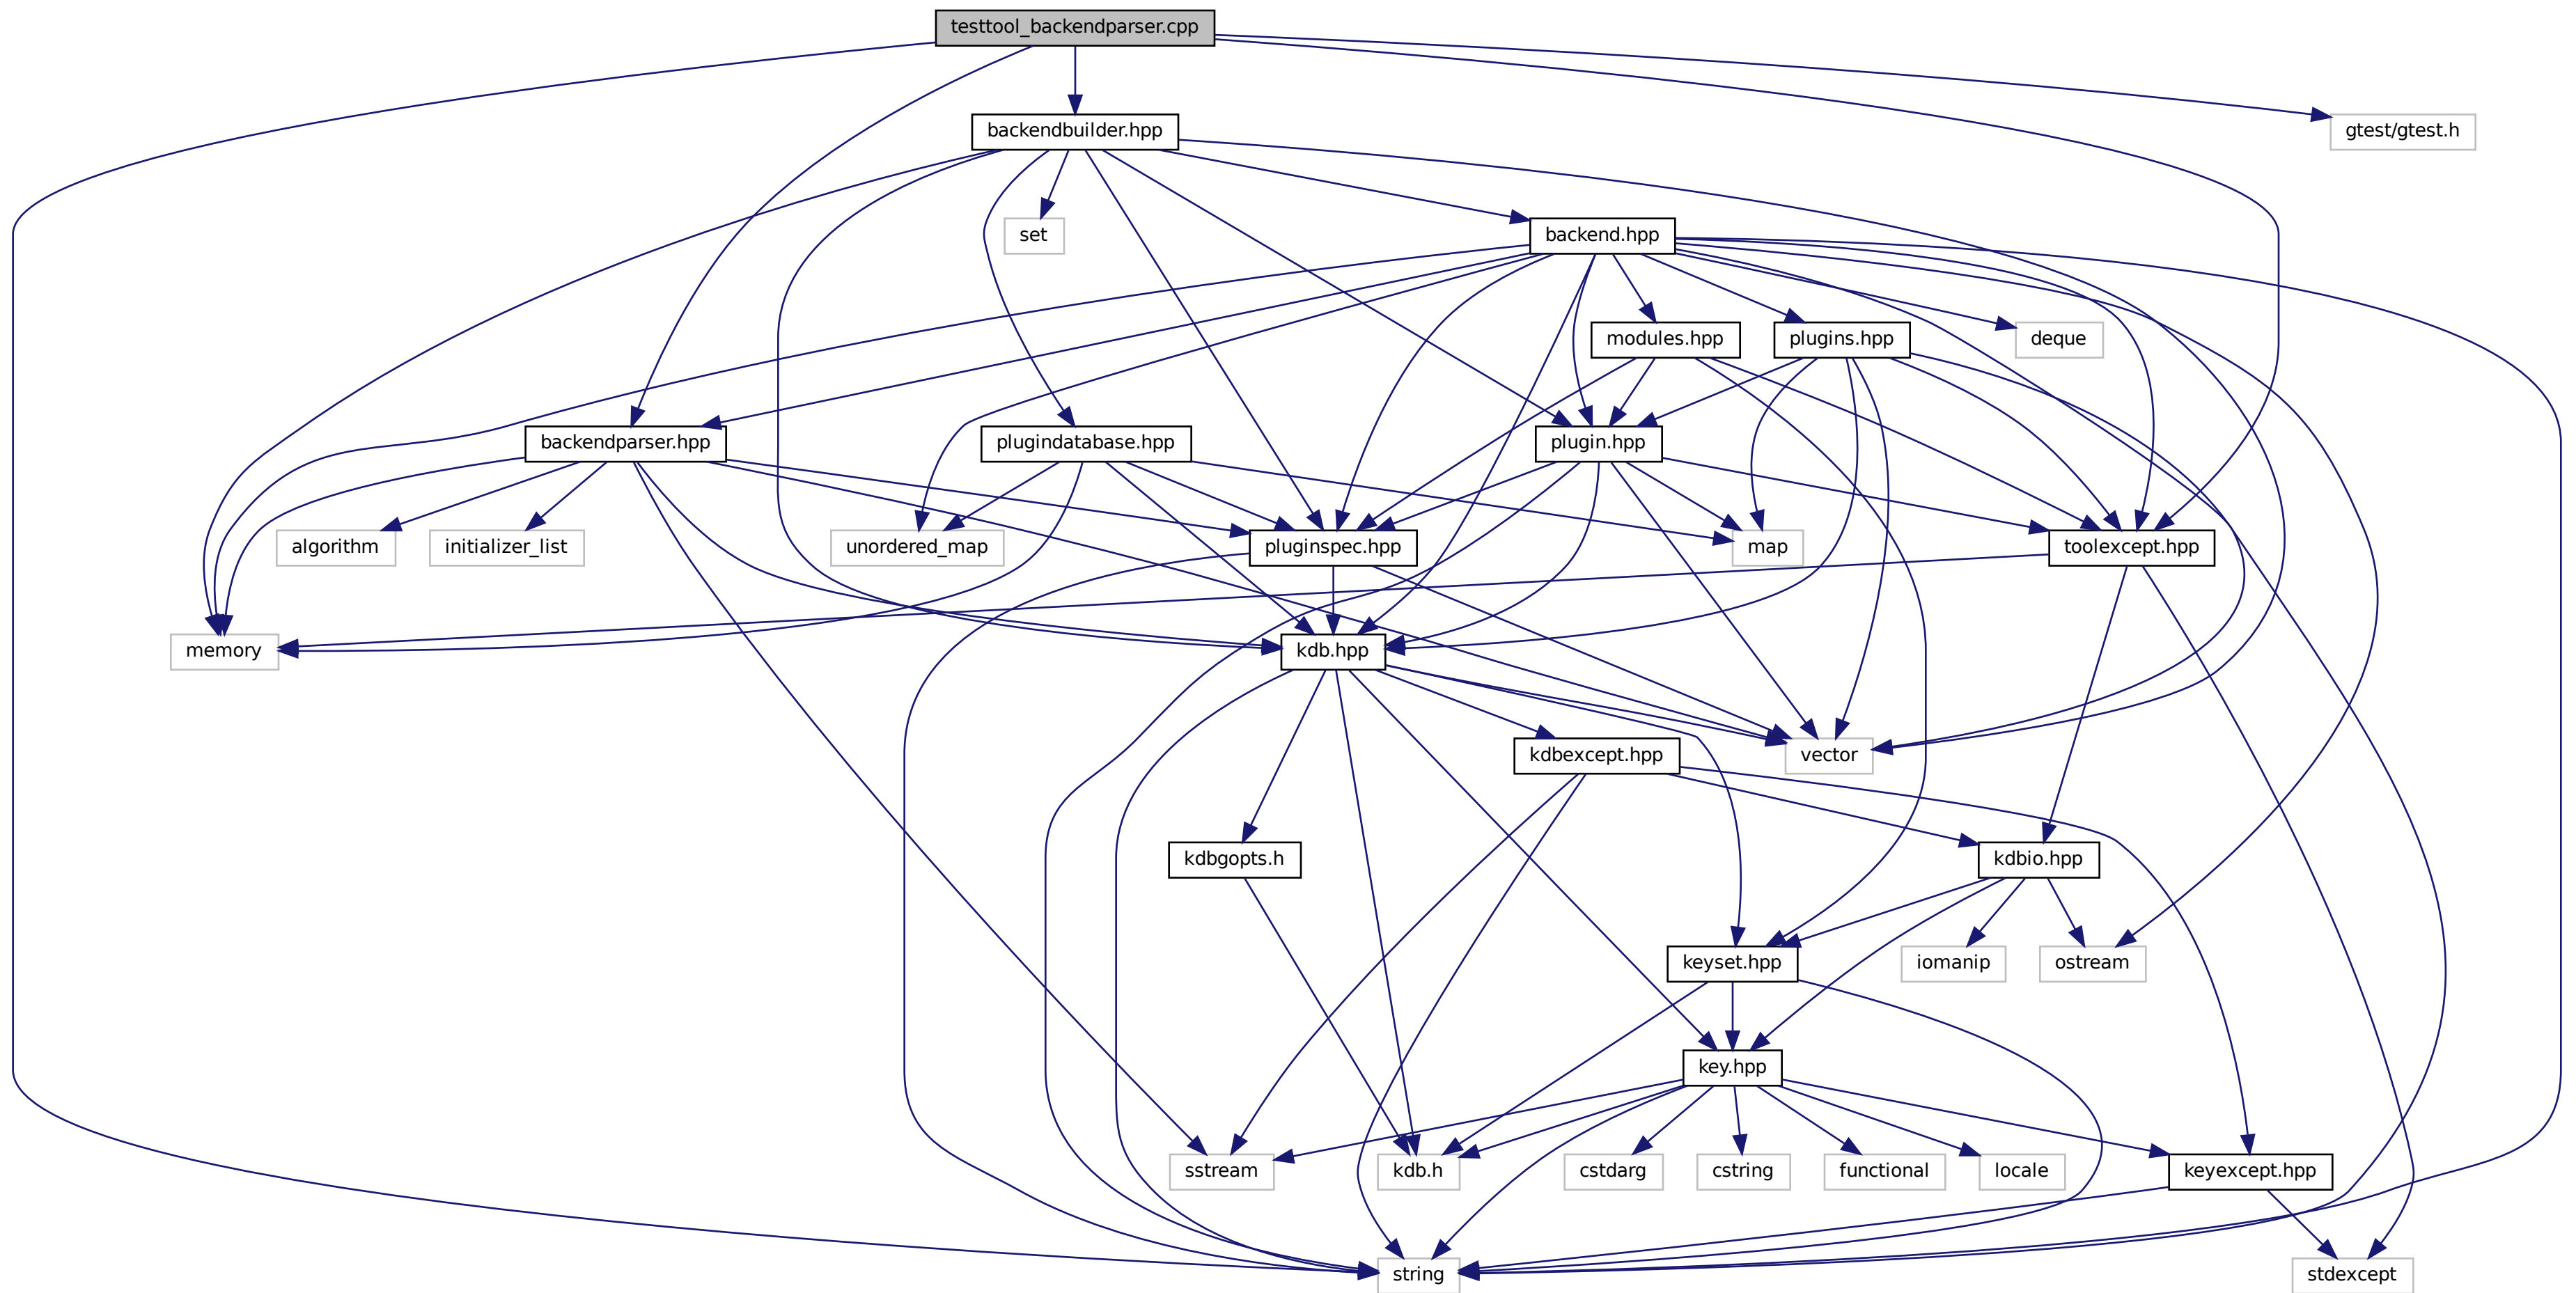 testtool_backendparser.cpp
backendbuilder.hpp
gtest/gtest.h
set
backend.hpp
modules.hpp
plugins.hpp
deque
backendparser.hpp
plugindatabase.hpp
plugin.hpp
algorithm
initializer_list
unordered_map
pluginspec.hpp
map
toolexcept.hpp
memory
kdb.hpp
kdbexcept.hpp
vector
kdbgopts.h
kdbio.hpp
keyset.hpp
iomanip
ostream
key.hpp
sstream
kdb.h
cstdarg
cstring
functional
locale
keyexcept.hpp
string
stdexcept